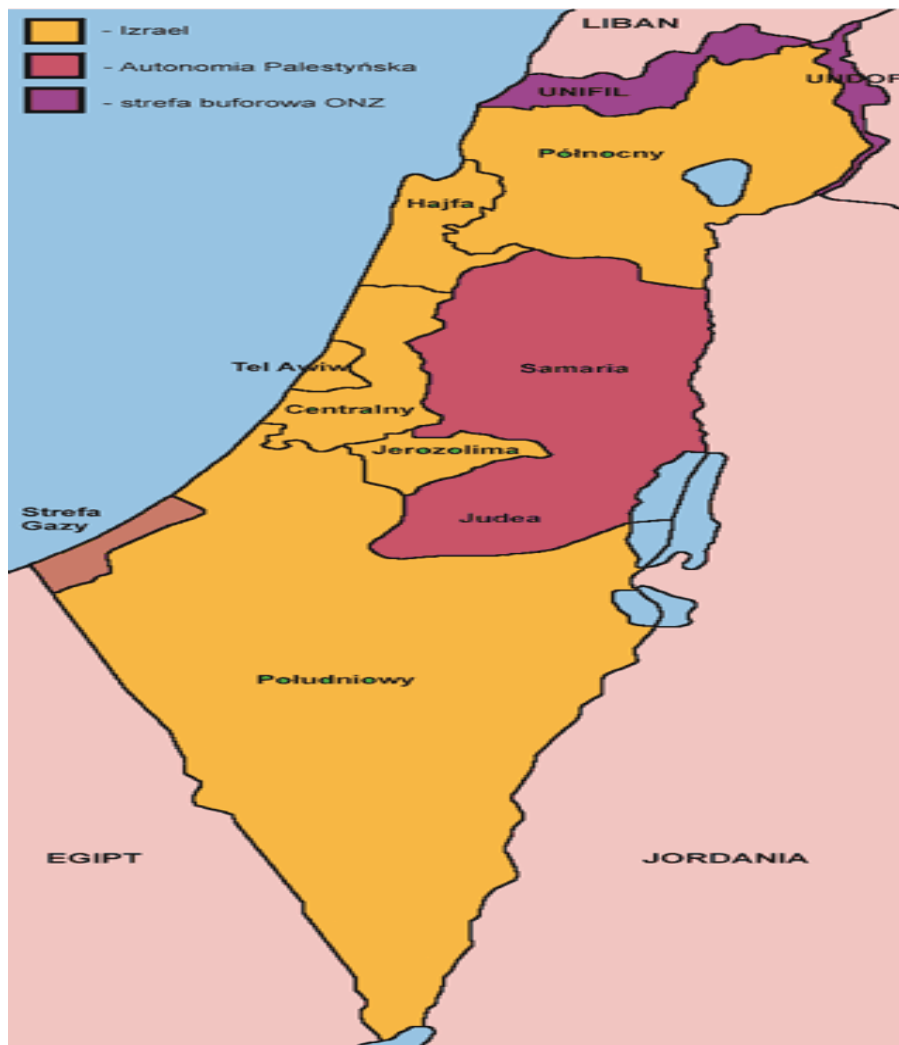 - Izrael
- Autonomia Palestyńska
- strefa buforowa ONZ
LIBAN
UNIFIL
UNDOF
Północny
Hajfa
Tel Awiw
Samaria
Centralny
Jerozolima
Strefa
Gazy
Judea
Południowy
EGIPT
JORDANIA